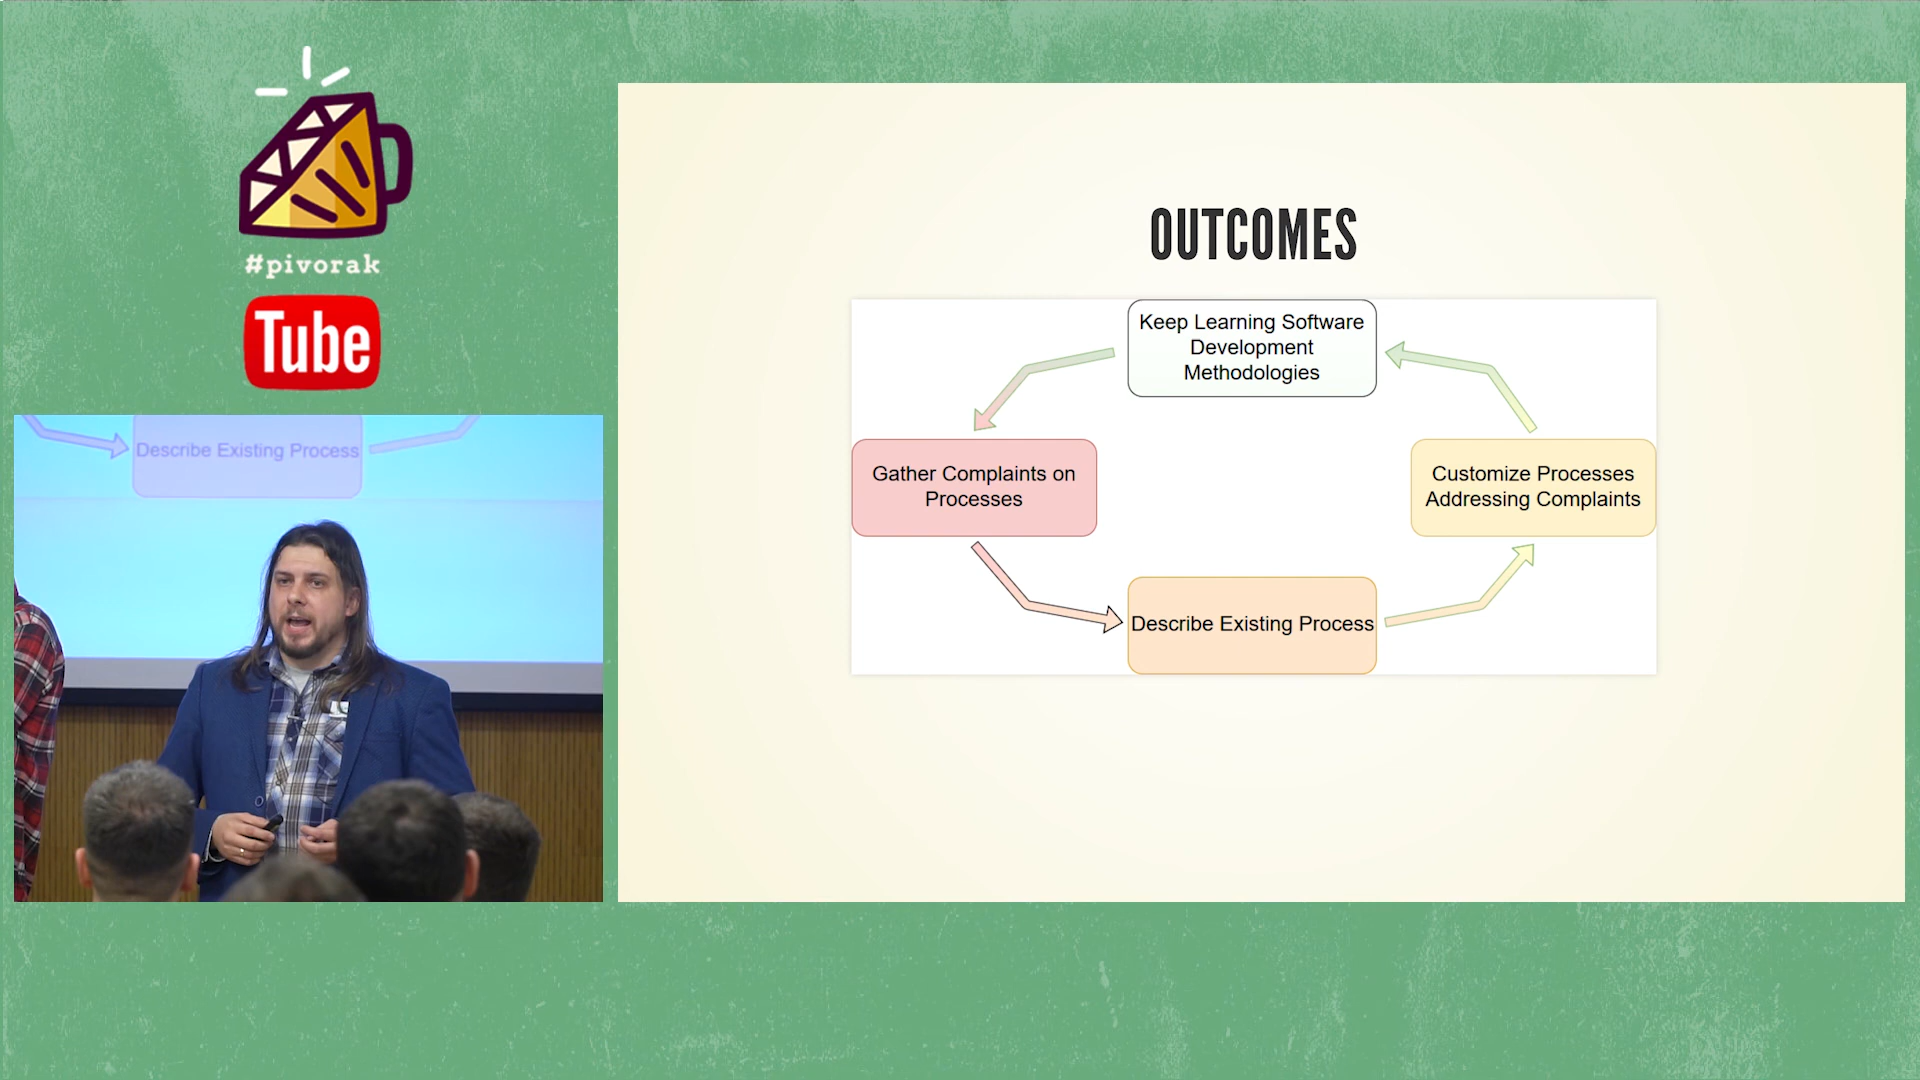 #pivorak
Tube
Describe Existing Process
OUTCOMES
Keep Learning Software
Development
Methodologies
Gather Complaints on
Processes
Customize Processes
Addressing Complaints
Describe Existing Process